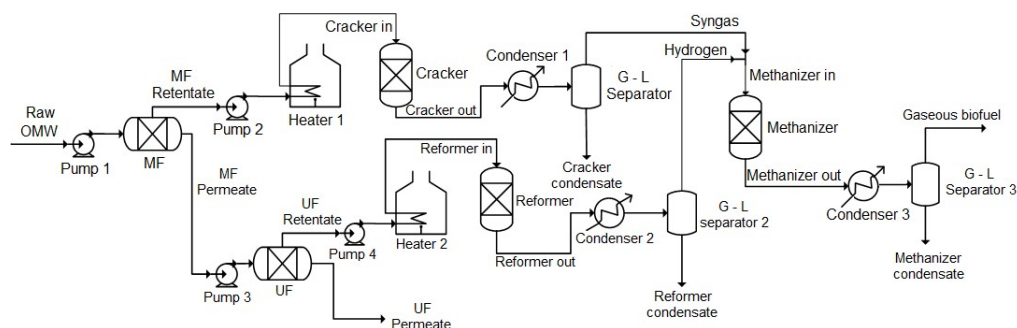 Raw
OMW
Pump 1
MF
MF
Retentate
MF
Permeate
Pump 2
Heater 1
Cracker in
Cracker
Cracker out
Condenser 1
G - L
Separator
Cracker
condensate
Syngas
Hydrogen
Methanizer in
Methanizer
Methanizer out
Condenser 3
Gaseous biofuel
G - L
Separator 3
Methanizer
condensate
Pump 3
UF
UF
Retentate
UF
Permeate
Pump 4
Heater 2
Reformer in
Reformer
Reformer out
Condenser 2
G - L
separator 2
Reformer
condensate